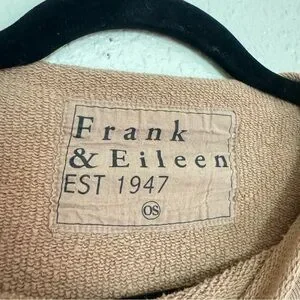 Frank
& Eileen
EST 1947
OS